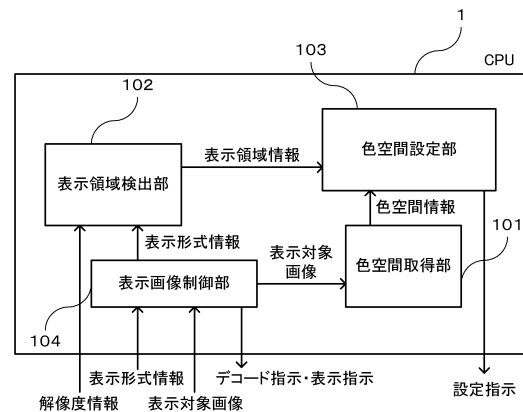 1
CPU
103
102
表示領域情報
色空間設定部
表示領域検出部
色空間情報
表示形式情報
表示対象
画像
101
色空間取得部
表示画像制御部
104
解像度情報
表示形式情報
表示対象画像
デコード指示・表示指示
設定指示